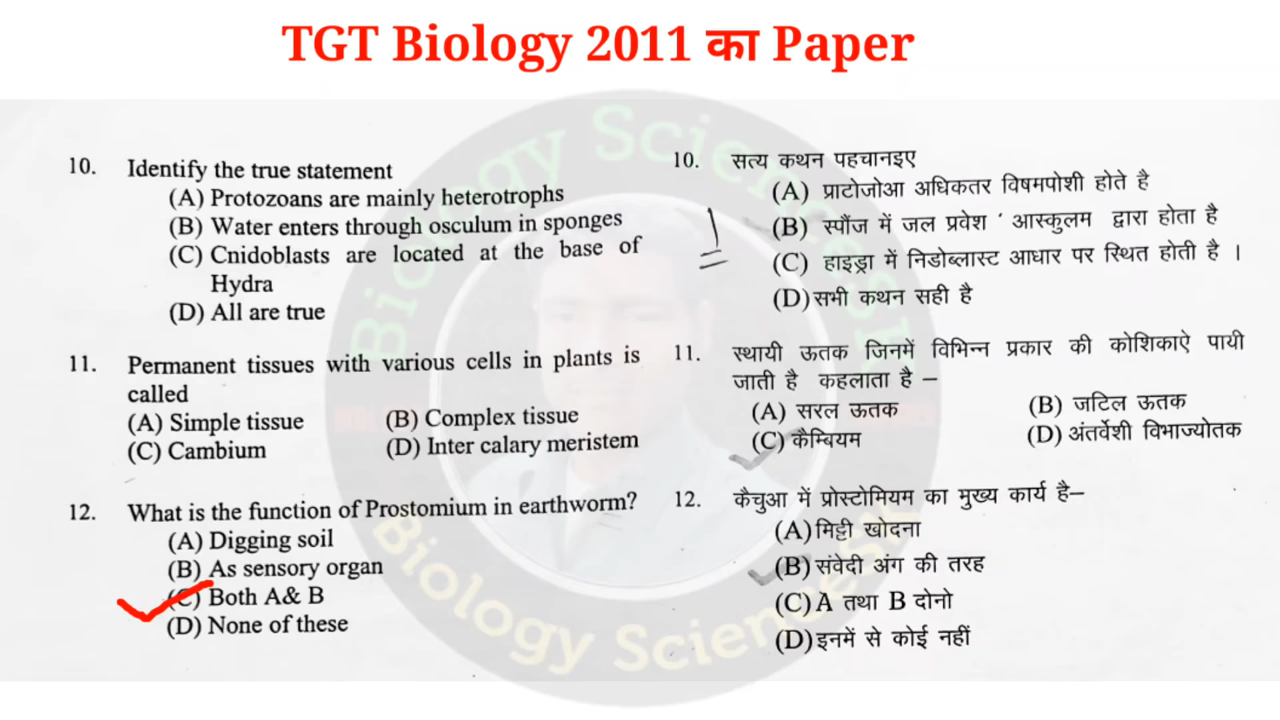 TGT Biology 2011 का Paper
10. Identify the true statement
(A) Protozoans are mainly heterotrophs
(B) Water enters through osculum in sponges
(C) Cnidoblasts are located at the base of
Hydra
(D) All are true
11. Permanent tissues with various cells in plants is
called
(A) Simple tissue (B) Complex tissue
(C) Cambium (D) Inter calary meristem
12. What is the function of Prostomium in earthworm?
(A) Digging soil
(B) As sensory organ
(C) Both A& B
(D) None of these
10. सत्य कथन पहचानइए
(A) प्राटोजोआ अधिकतर विषमपोशी होते है
(B) स्पौंज में जल प्रवेश ' आस्कुलम द्वारा होता है
(C) हाइड्रा में निडोब्लास्ट आधार पर स्थित होती है ।
(D) सभी कथन सही है
11. स्थायी ऊतक जिनमें विभिन्न प्रकार की कोशिकाऐ पायी
जाती है कहलाता है –
(A) सरल ऊतक (B) जटिल ऊतक
(C) कैम्बियम (D) अंतर्वेशी विभाज्योतक
12. कैचुआ में प्रोस्टोमियम का मुख्य कार्य है–
(A) मिट्टी खोदना
(B) संवेदी अंग की तरह
(C) A तथा B दोनो
(D) इनमें से कोई नहीं
Biology Science
Biology Science